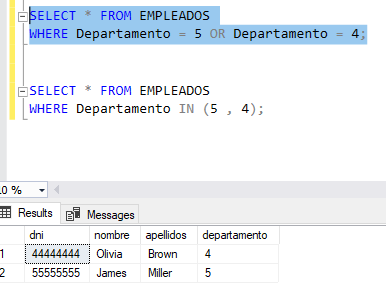 SELECT * FROM EMPLEADOS
WHERE Departamento = 5 OR Departamento = 4;
SELECT * FROM EMPLEADOS
WHERE Departamento IN (5 , 4);
0 %
Results Messages
dni nombre apellidos departamento
1 44444444 Olivia Brown 4
2 55555555 James Miller 5